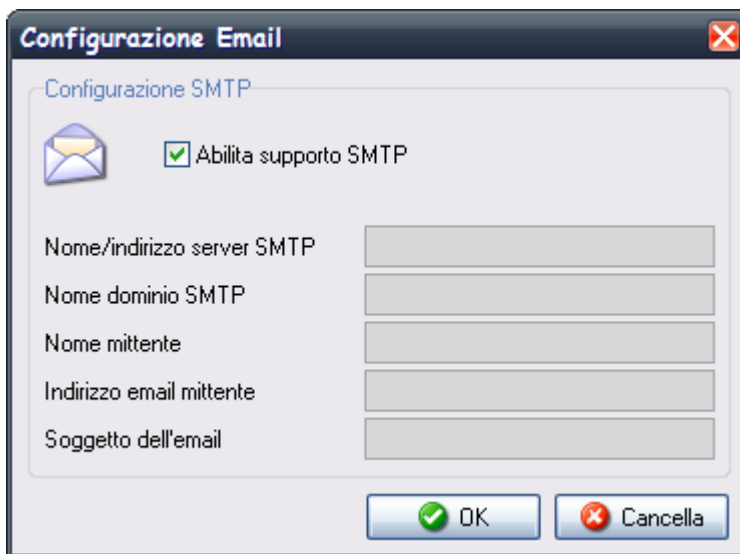 Configurazione Email
Configurazione SMTP
Abilita supporto SMTP
Nome/indirizzo server SMTP
Nome dominio SMTP
Nome mittente
Indirizzo email mittente
Soggetto dell'email
OK
Cancella